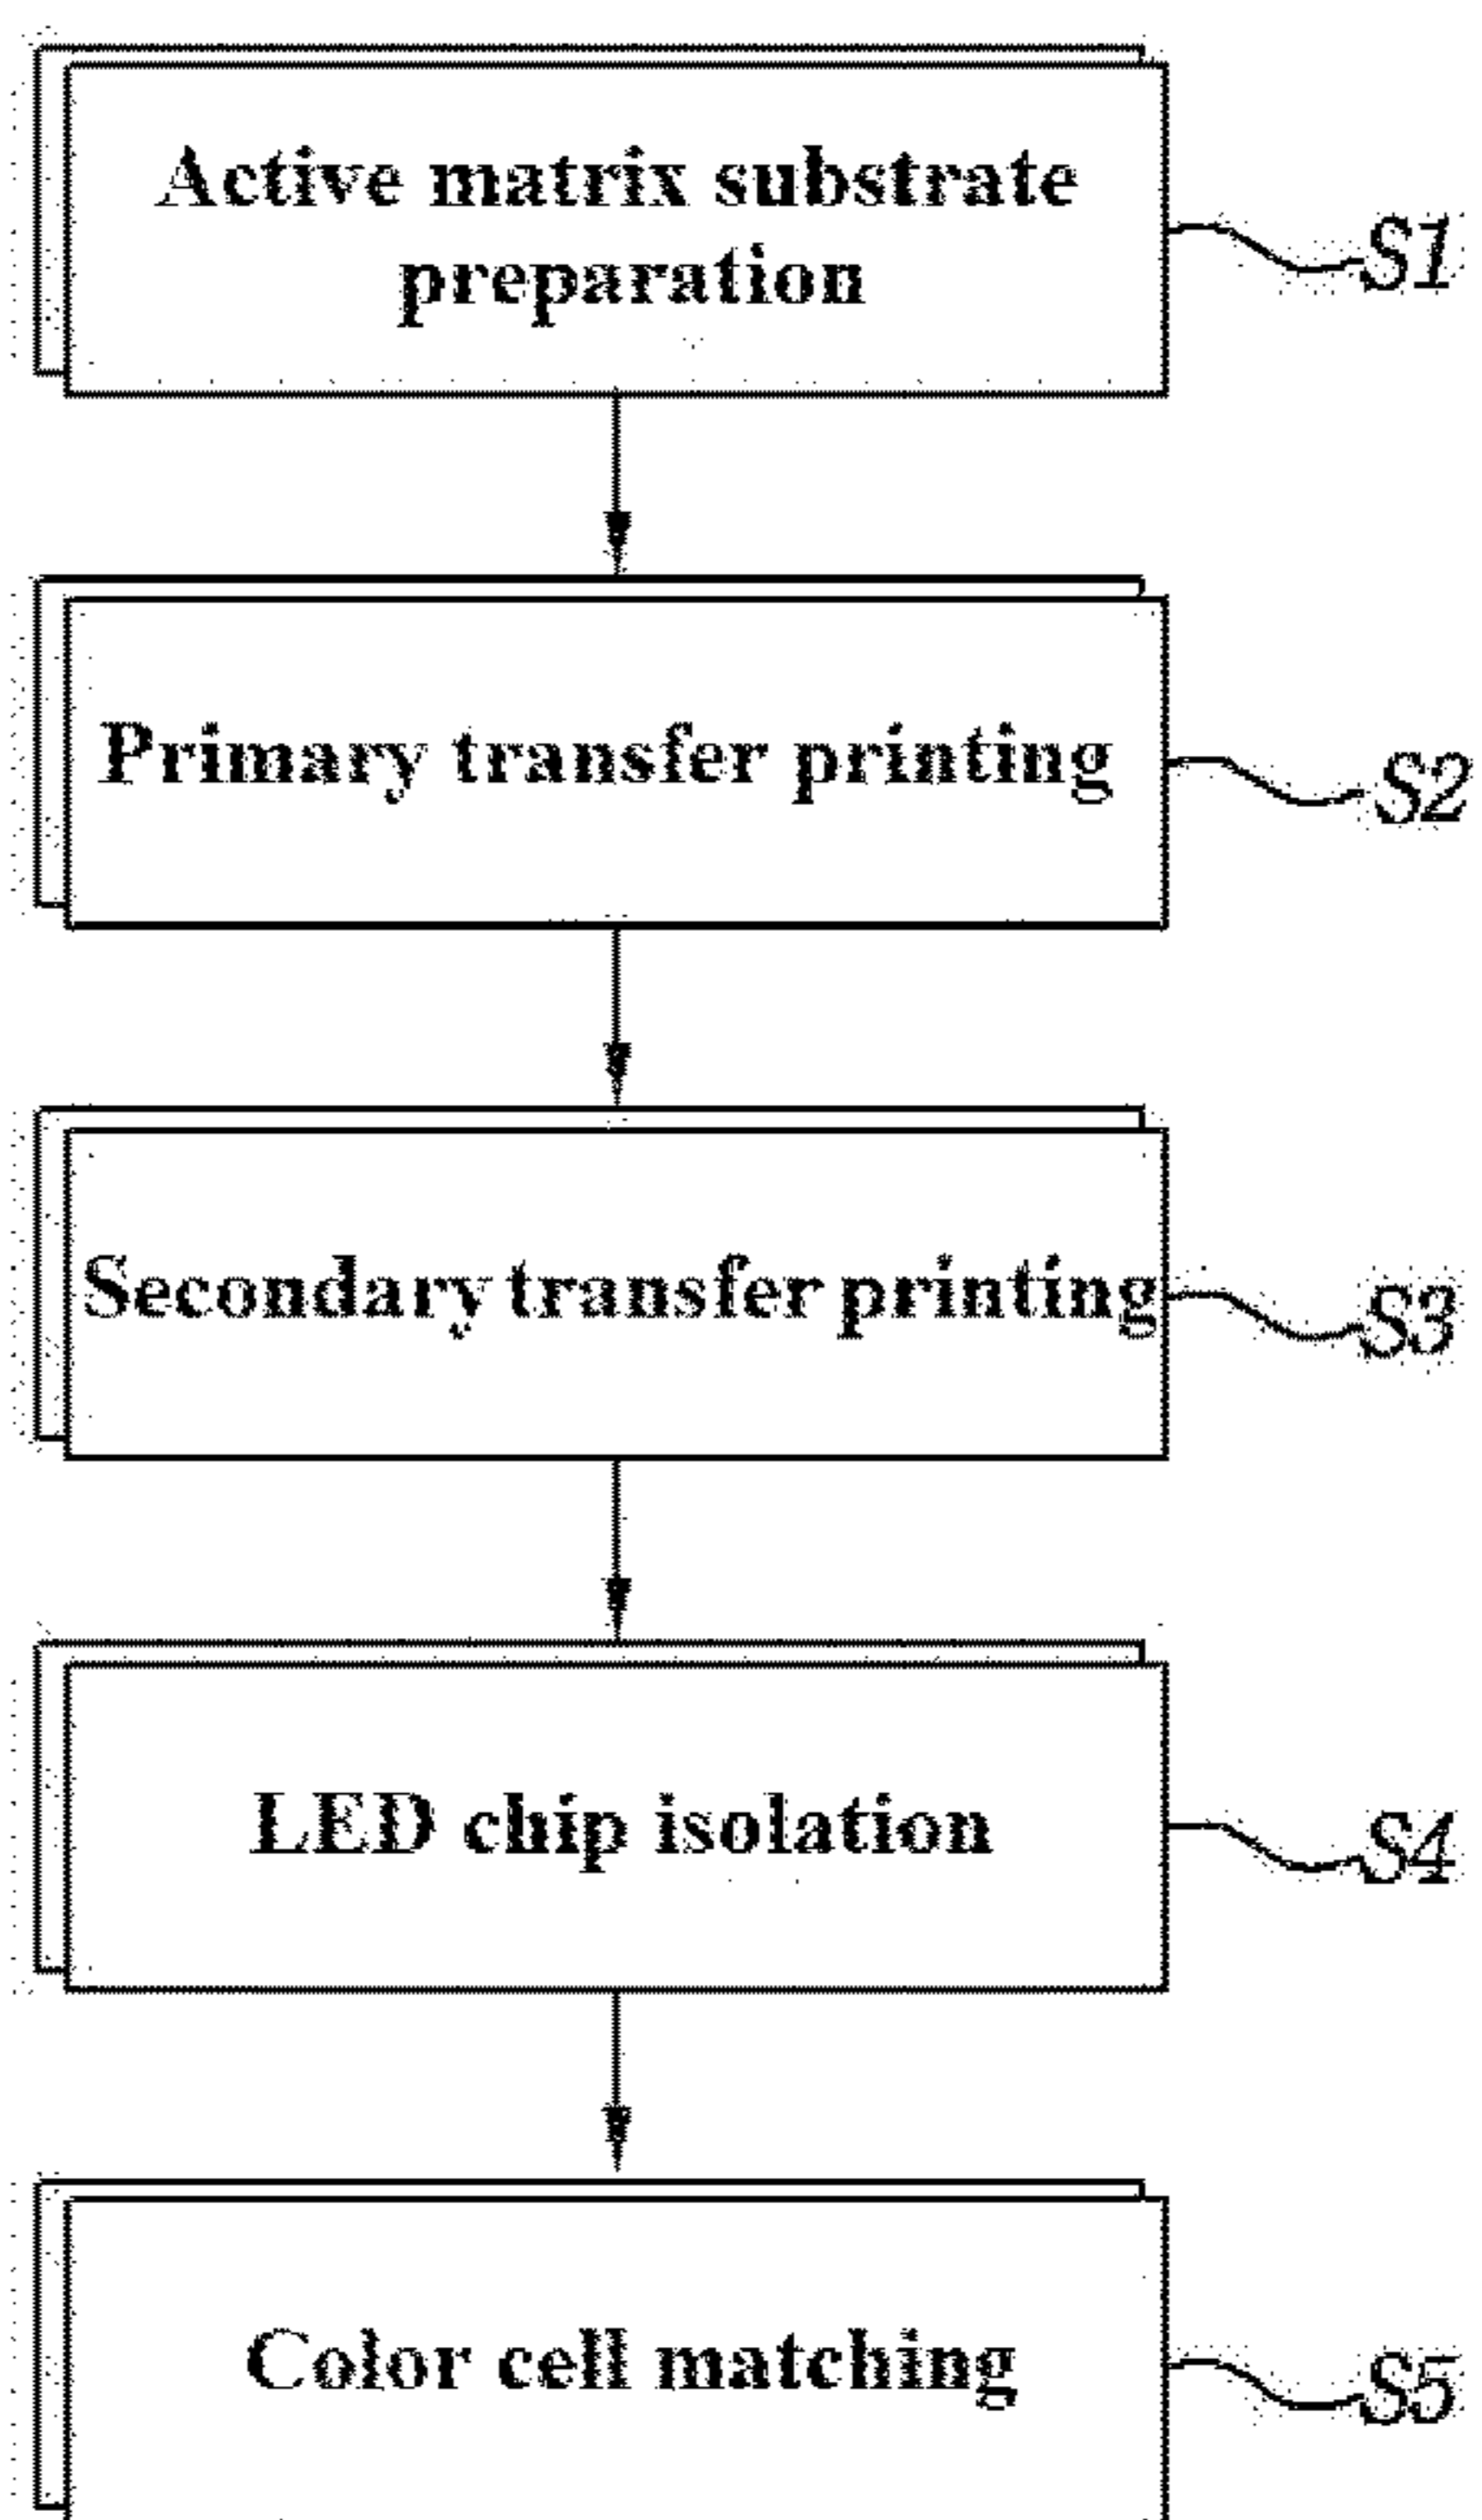 Active matrix substrate
preparation
S1
Primary transfer printing
S2
Secondary transfer printing
S3
LED chip isolation
S4
Color cell matching
S5